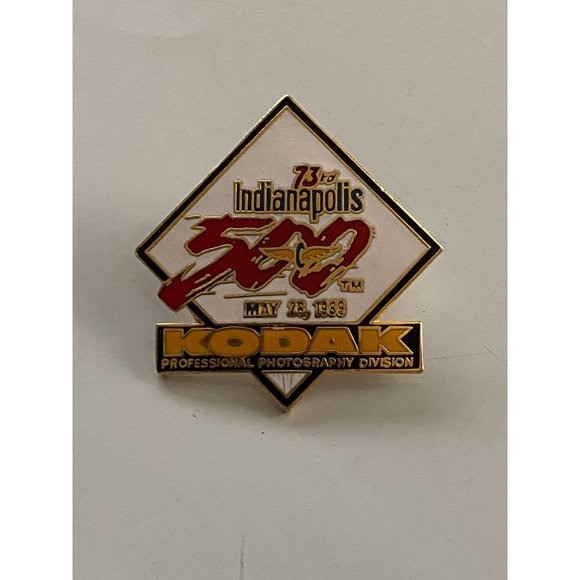 73rd
Indianapolis
500
TM
MAY 28, 1989
KODAK
PROFESSIONAL PHOTOGRAPHY DIVISION